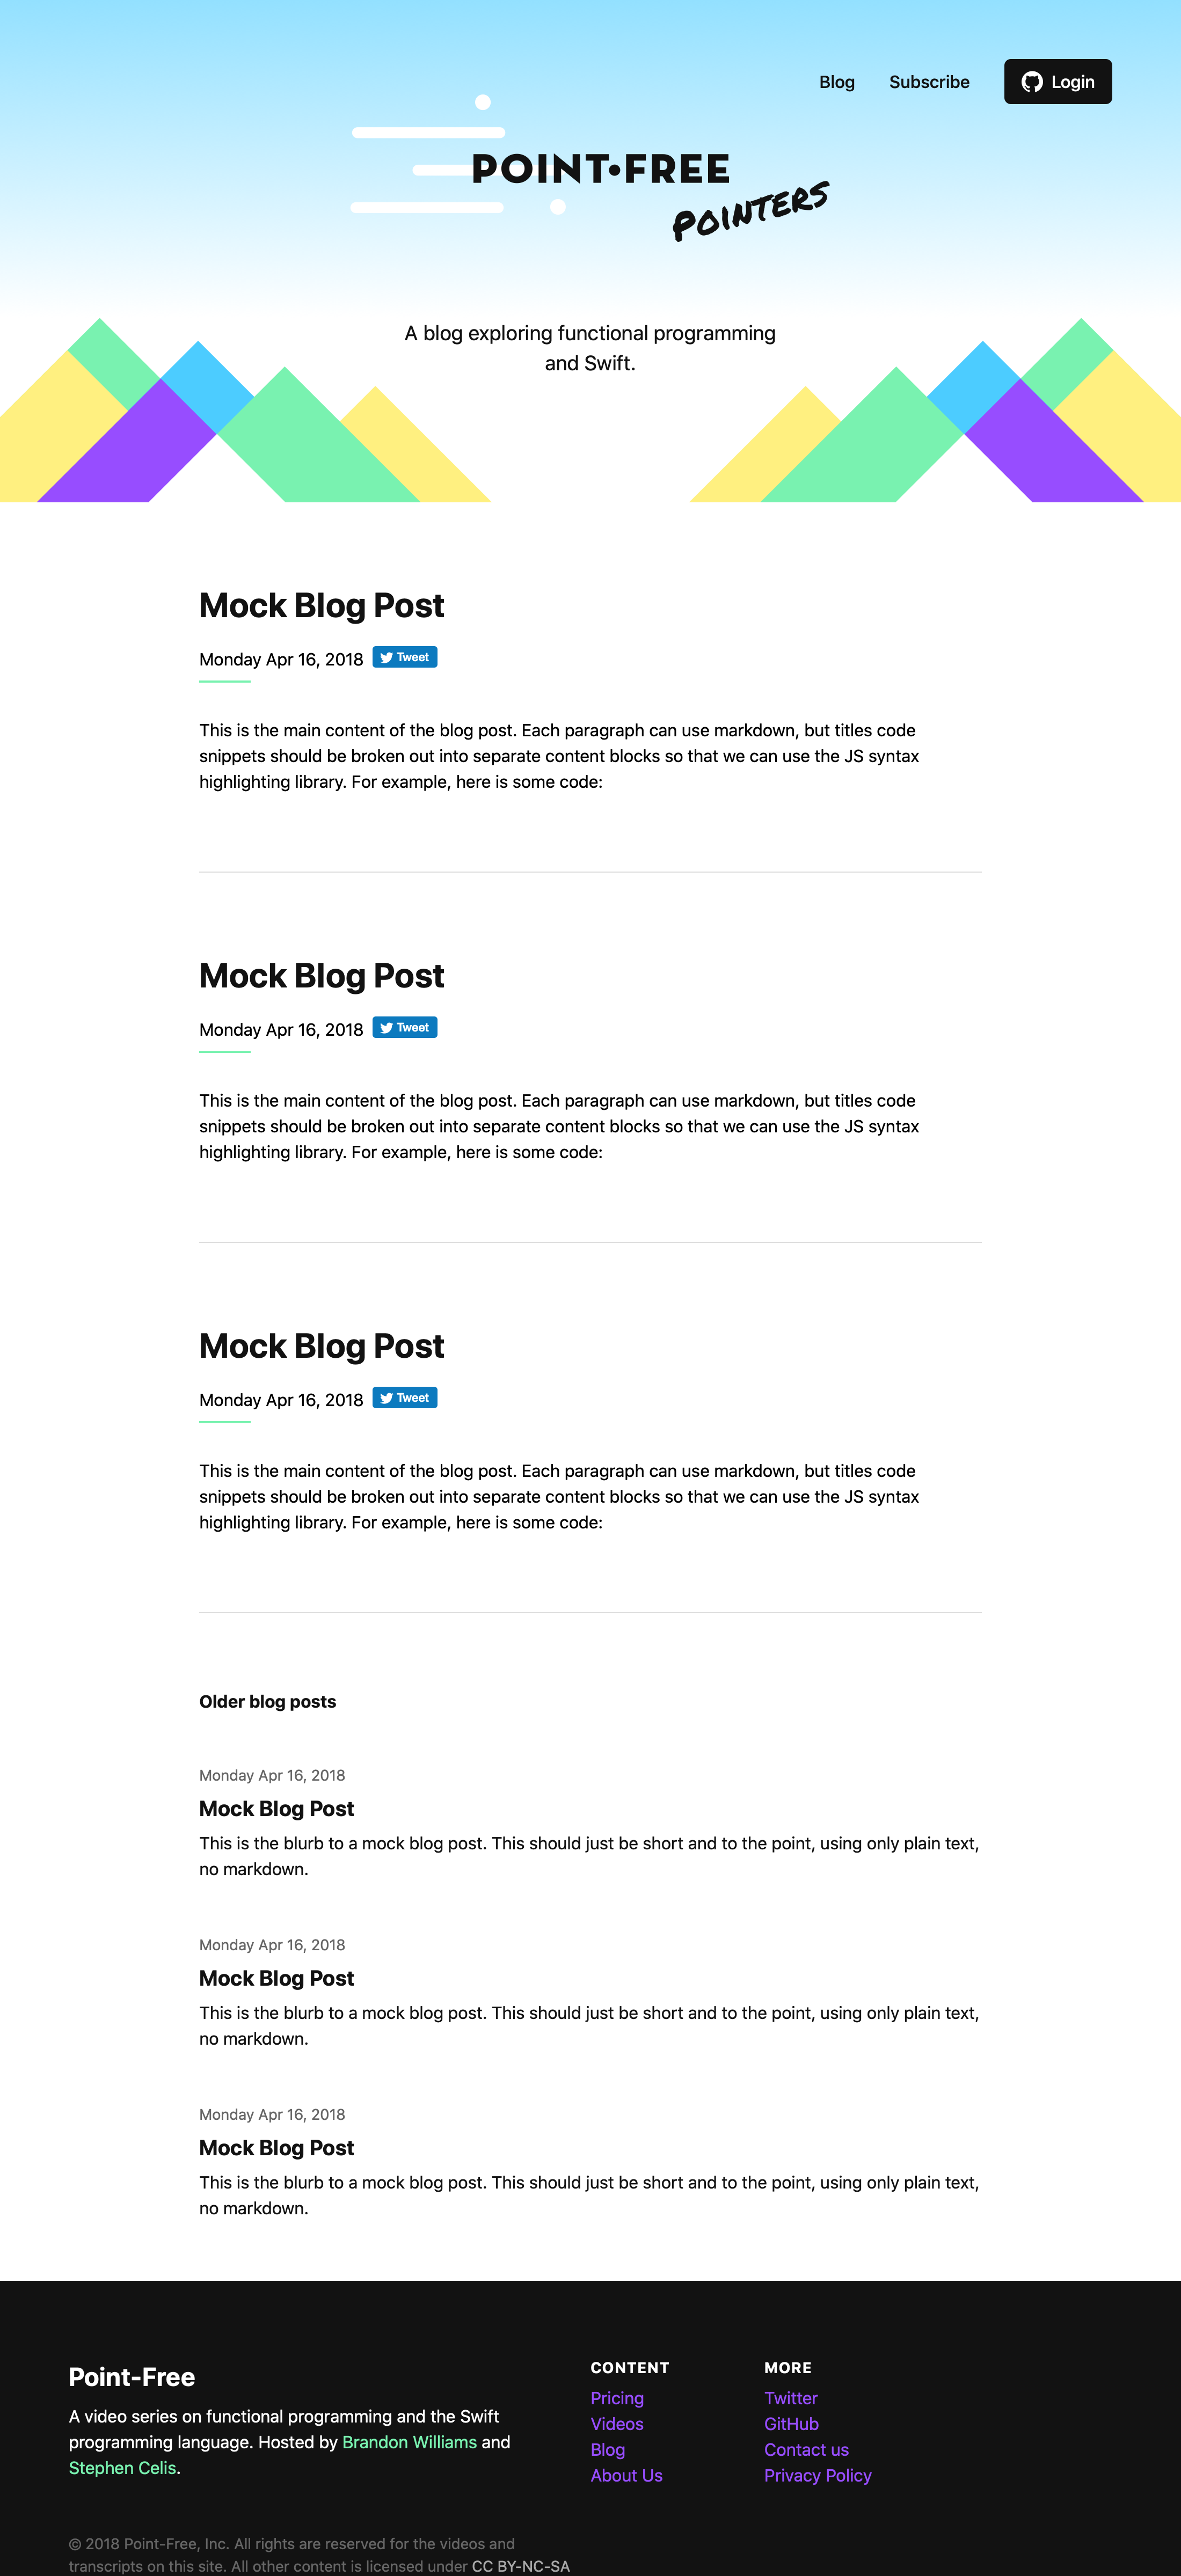 Blog
Subscribe
Login
POINT•FREE
POINTERS
A blog exploring functional programming
and Swift.
Mock Blog Post
Monday Apr 16, 2018
Tweet
This is the main content of the blog post. Each paragraph can use markdown, but titles code
snippets should be broken out into separate content blocks so that we can use the JS syntax
highlighting library. For example, here is some code:
Mock Blog Post
Monday Apr 16, 2018
Tweet
This is the main content of the blog post. Each paragraph can use markdown, but titles code
snippets should be broken out into separate content blocks so that we can use the JS syntax
highlighting library. For example, here is some code:
Mock Blog Post
Monday Apr 16, 2018
Tweet
This is the main content of the blog post. Each paragraph can use markdown, but titles code
snippets should be broken out into separate content blocks so that we can use the JS syntax
highlighting library. For example, here is some code:
Older blog posts
Monday Apr 16, 2018
Mock Blog Post
This is the blurb to a mock blog post. This should just be short and to the point, using only plain text,
no markdown.
Monday Apr 16, 2018
Mock Blog Post
This is the blurb to a mock blog post. This should just be short and to the point, using only plain text,
no markdown.
Monday Apr 16, 2018
Mock Blog Post
This is the blurb to a mock blog post. This should just be short and to the point, using only plain text,
no markdown.
Point-Free
A video series on functional programming and the Swift
programming language. Hosted by Brandon Williams and
Stephen Celis.
CONTENT
Pricing
Videos
Blog
About Us
MORE
Twitter
GitHub
Contact us
Privacy Policy
© 2018 Point-Free, Inc. All rights are reserved for the videos and
transcripts on this site. All other content is licensed under CC BY-NC-SA